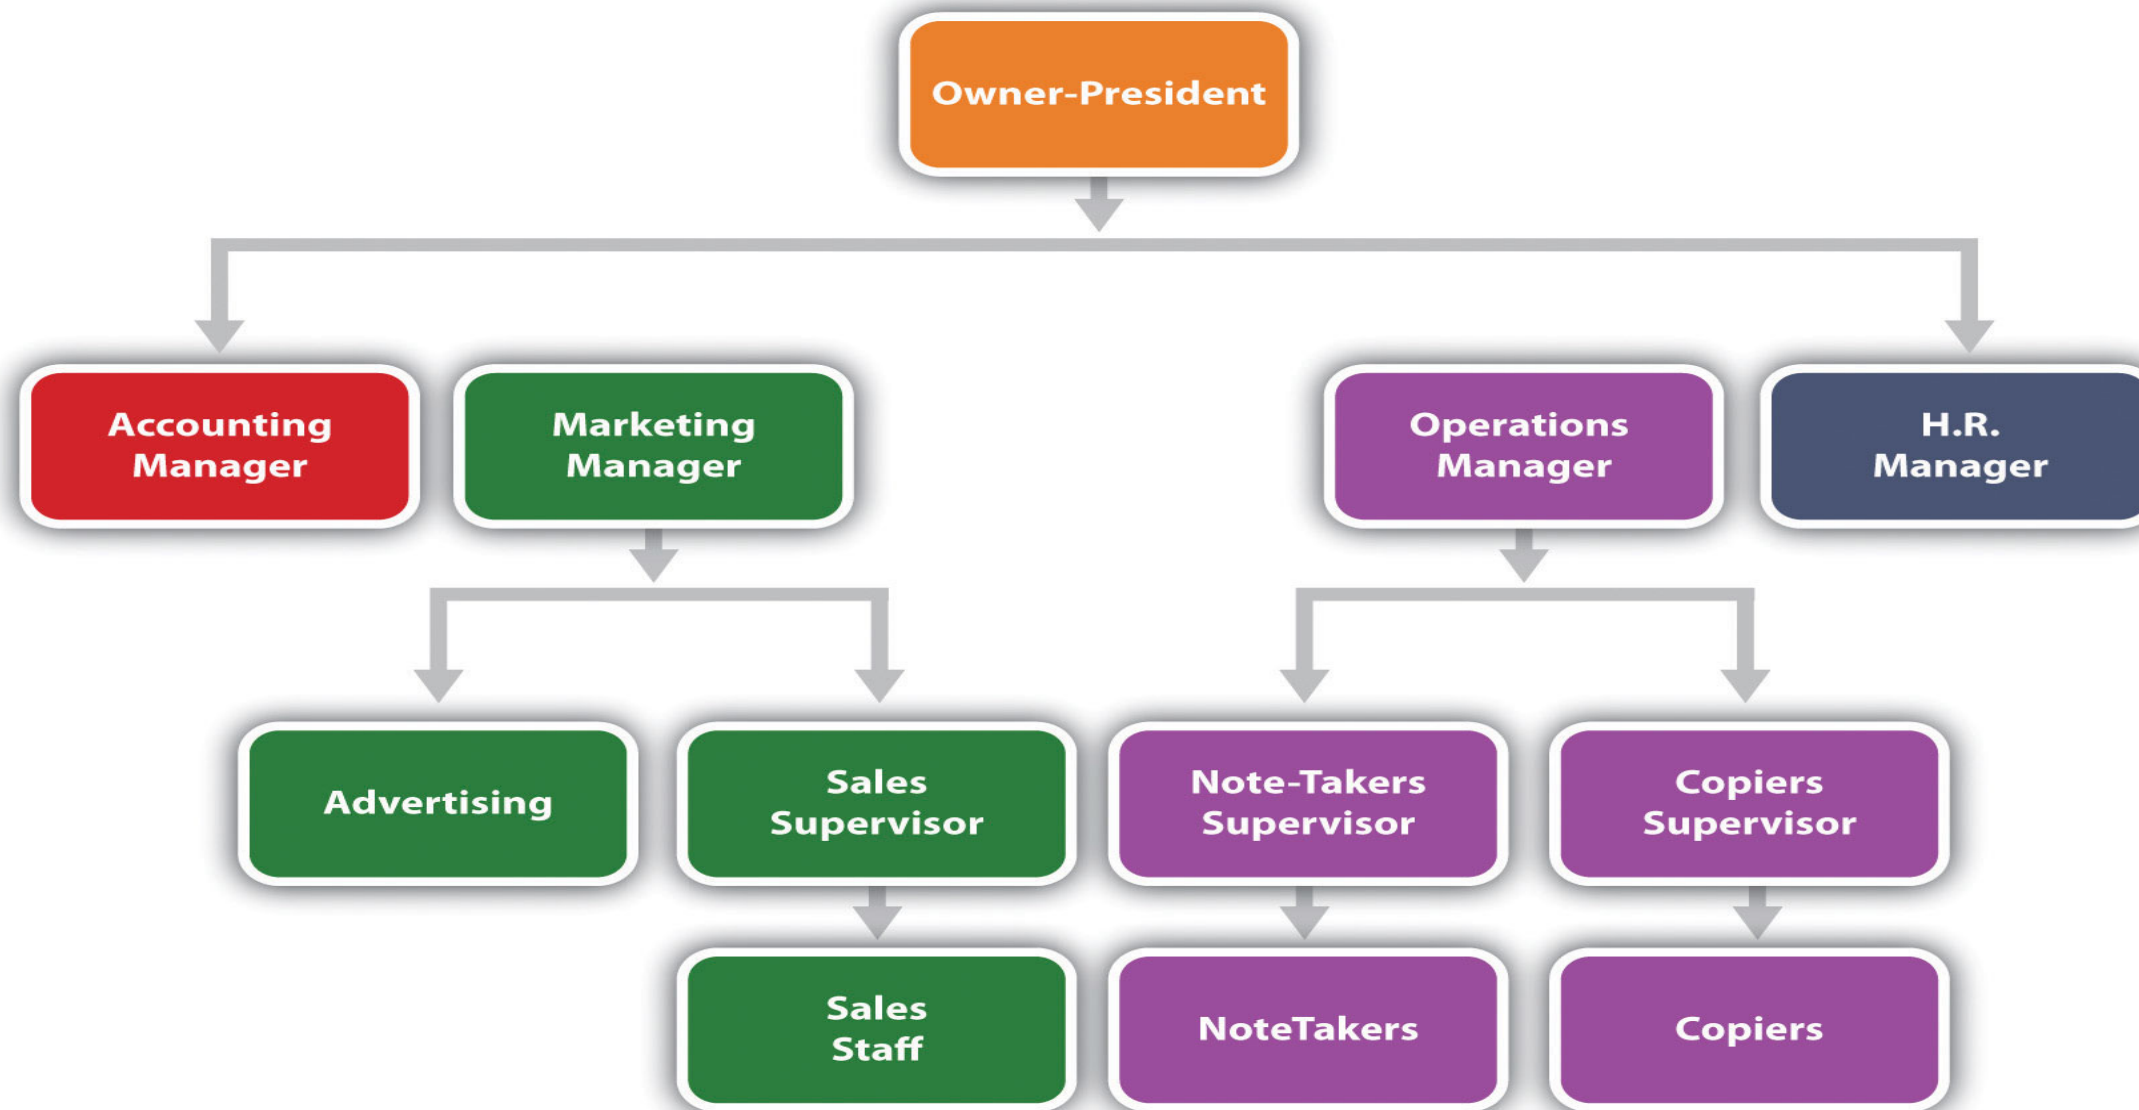 Owner-President
Accounting
Manager
Marketing
Manager
Operations
Manager
H.R.
Manager
Advertising
Sales
Supervisor
Note-Takers
Supervisor
Copiers
Supervisor
Sales
Staff
NoteTakers
Copiers